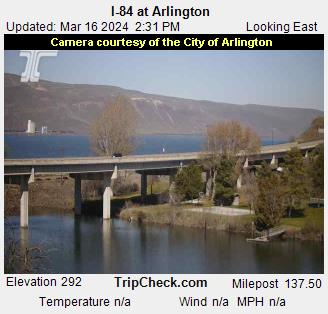 I-84 at Arlington
Updated: Mar 16 2024 2:31 PM Looking East
Camera courtesy of the City of Arlington
Elevation 292 TripCheck.com Milepost 137.50
Temperature n/a Wind n/a MPH n/a